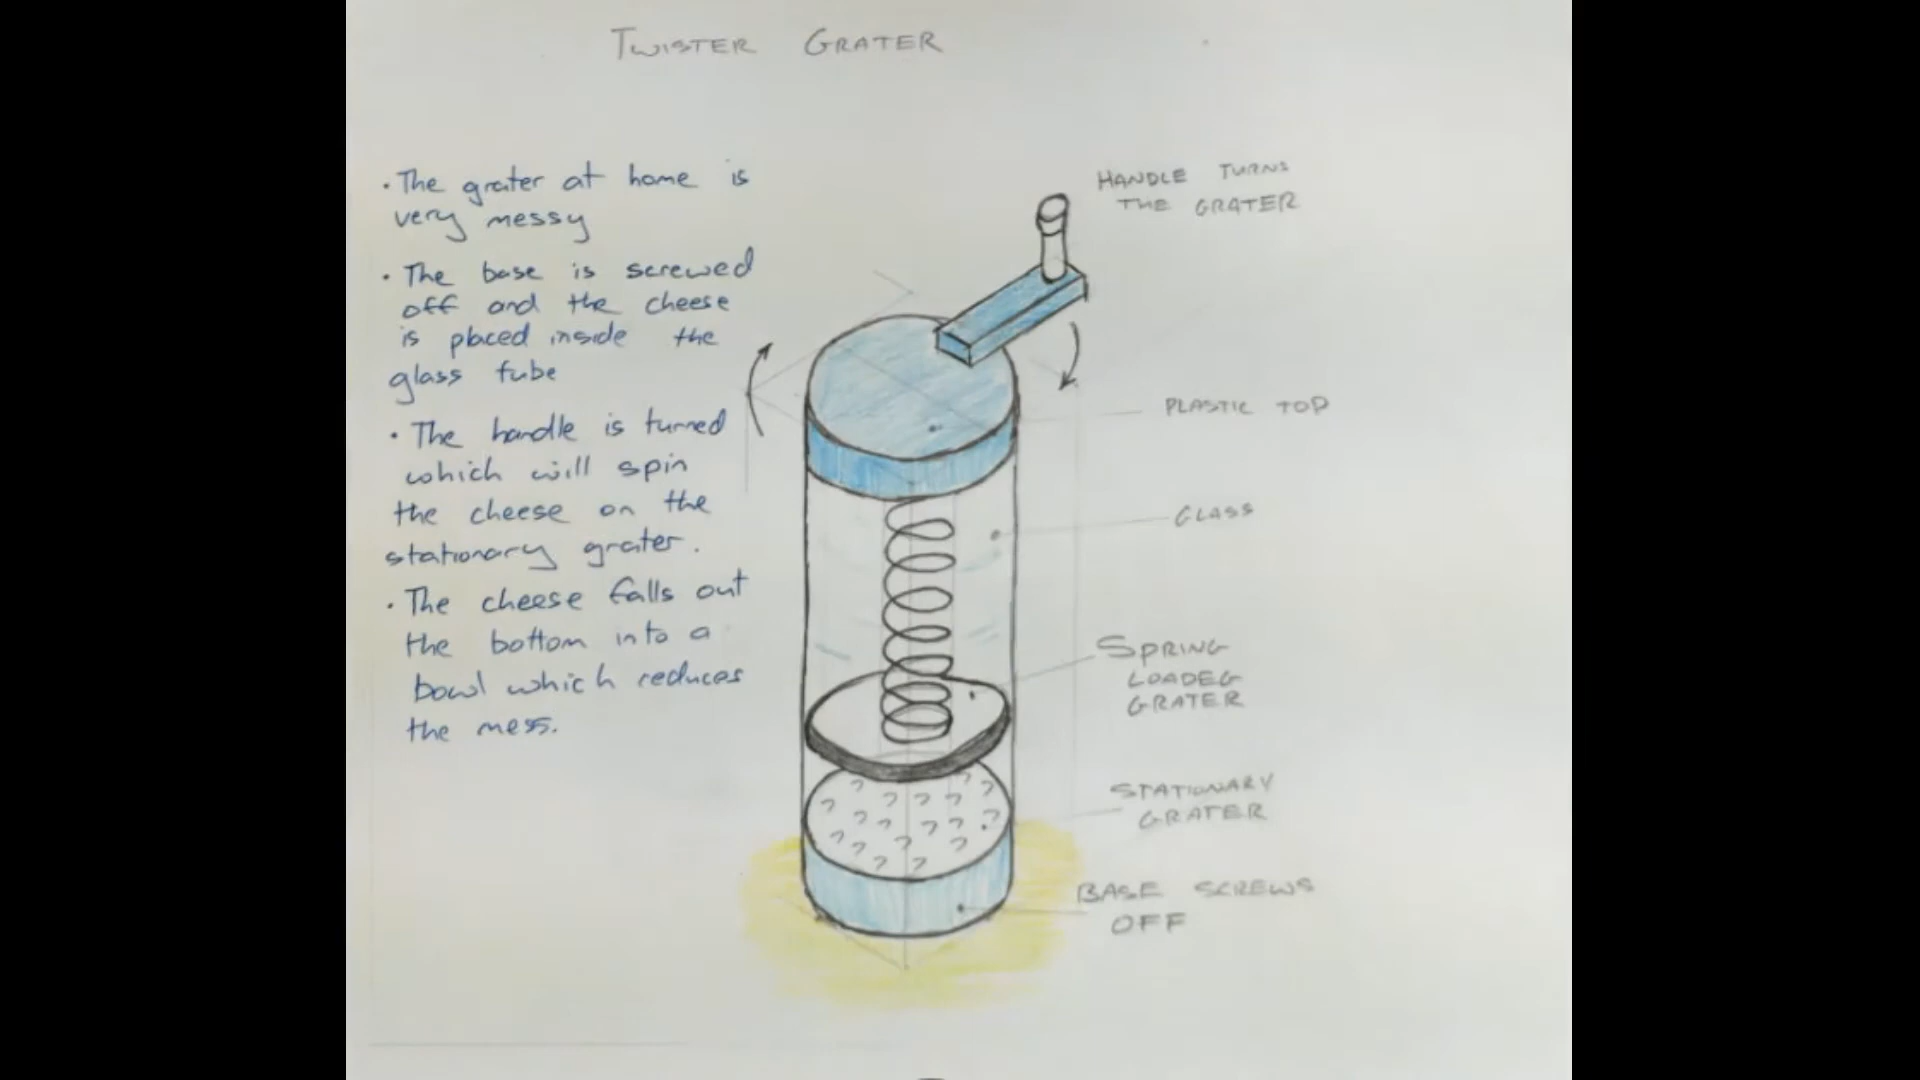 TWISTER GRATER
• The grater at home is
very messy
• The base is screwed
off and the cheese
is placed inside the
glass tube
• The handle is turned
which will spin
the cheese on the
stationary grater.
• The cheese falls out
the bottom into a
bowl which reduces
the mess.
HANDLE TURNS
THE GRATER
PLASTIC TOP
GLASS
SPRING
LOADEG
GRATER
STATIONARY
GRATER
BASE SCREWS
OFF